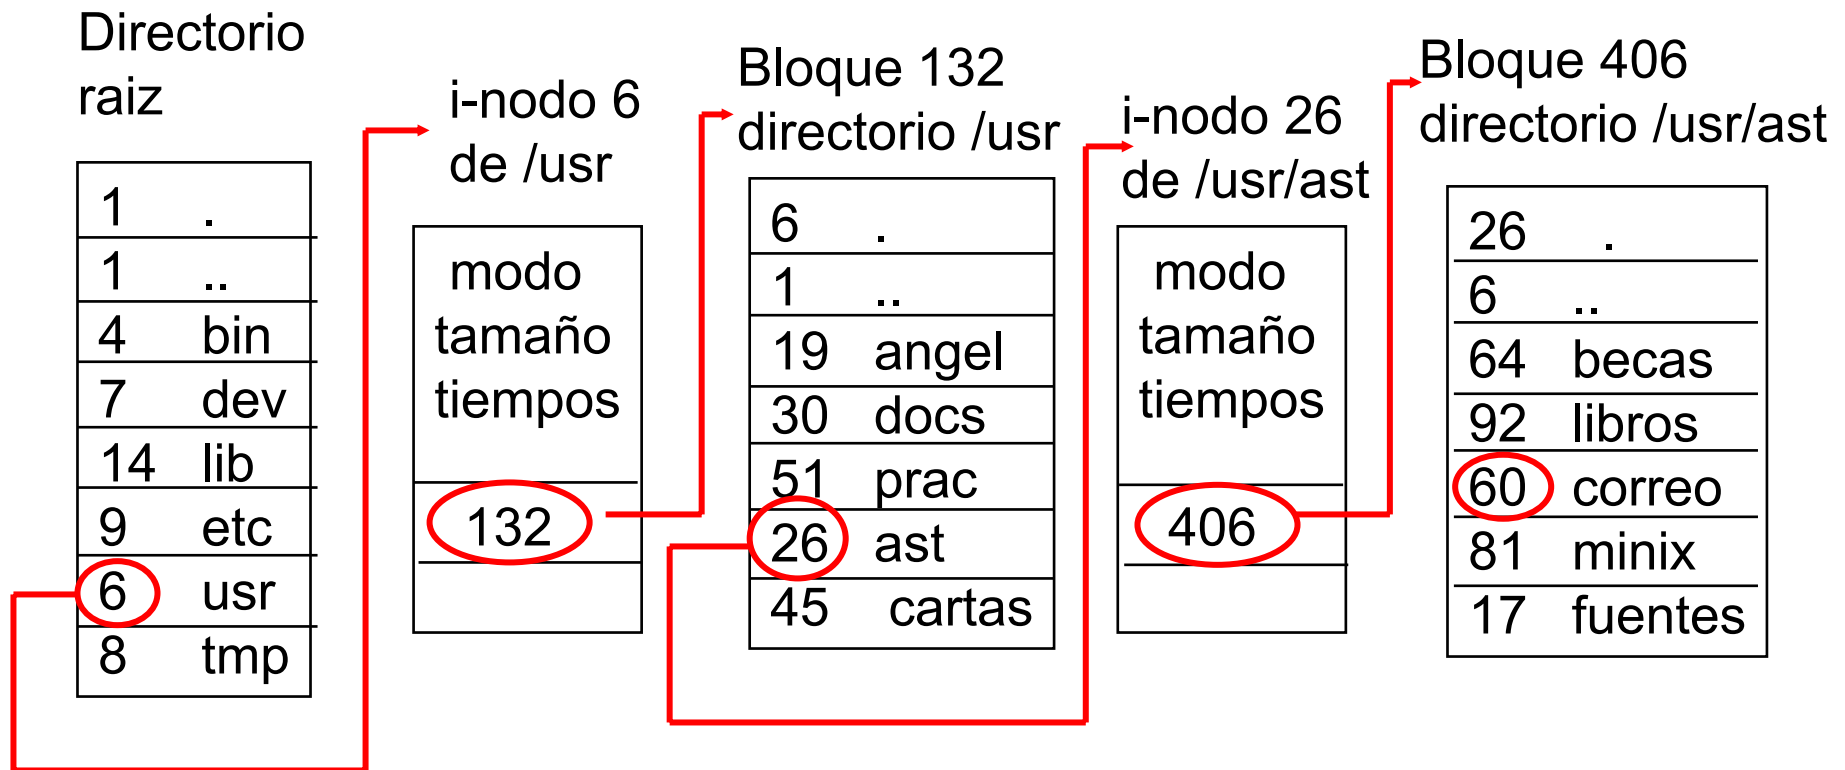 Directorio
raiz
1 .
1 ..
4 bin
7 dev
14 lib
9 etc
6 usr
8 tmp
i-nodo 6
de /usr
modo
tamaño
tiempos
132
Bloque 132
directorio /usr
6 .
1 ..
19 angel
30 docs
51 prac
26 ast
45 cartas
i-nodo 26
de /usr/ast
modo
tamaño
tiempos
406
Bloque 406
directorio /usr/ast
26 .
6 ..
64 becas
92 libros
60 correo
81 minix
17 fuentes